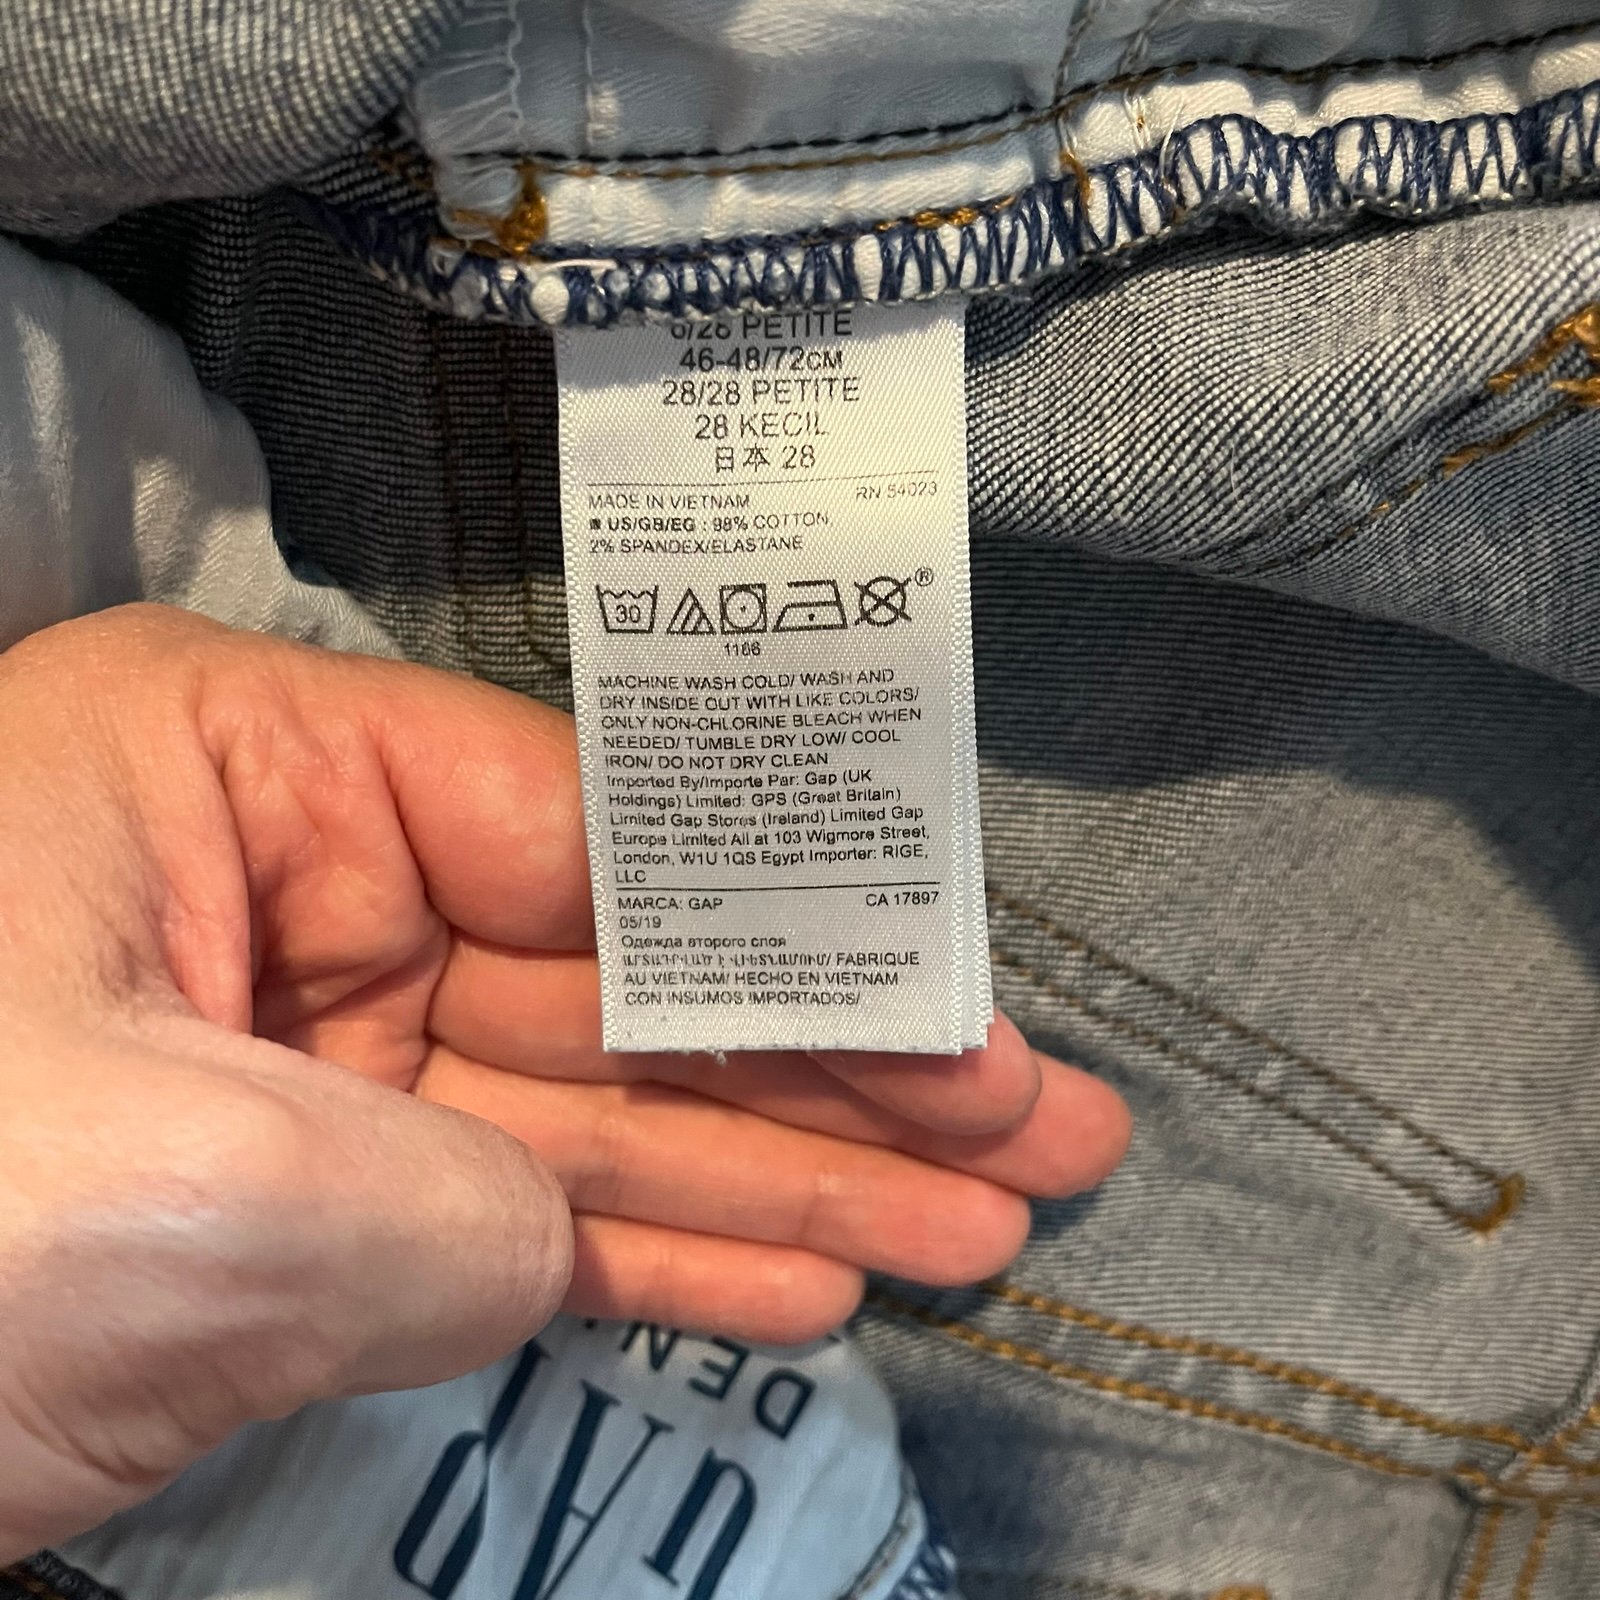 6/28 PETITE
46-48/72CM
28/28 PETITE
28 KECIL
日本 28
MADE IN VIETNAM RN 54023
US/GB/EG : 98% COTTON
2% SPANDEX/ELASTANE
30
®
1166
MACHINE WASH COLD/ WASH AND
DRY INSIDE OUT WITH LIKE COLORS/
ONLY NON-CHLORINE BLEACH WHEN
NEEDED/ TUMBLE DRY LOW/ COOL
IRON/ DO NOT DRY CLEAN
Imported By/Importe Par: Gap (UK
Holdings) Limited: GPS (Great Britain)
Limited Gap Stores (Ireland) Limited Gap
Europe Limited All at 103 Wigmore Street,
London, W1U 1QS Egypt Importer: RIGE,
LLC
MARCA: GAP CA 17897
05/19
Одежда второго слоя
FABRIQUE
AU VIETNAM/ HECHO EN VIETNAM
CON INSUMOS IMPORTADOS/